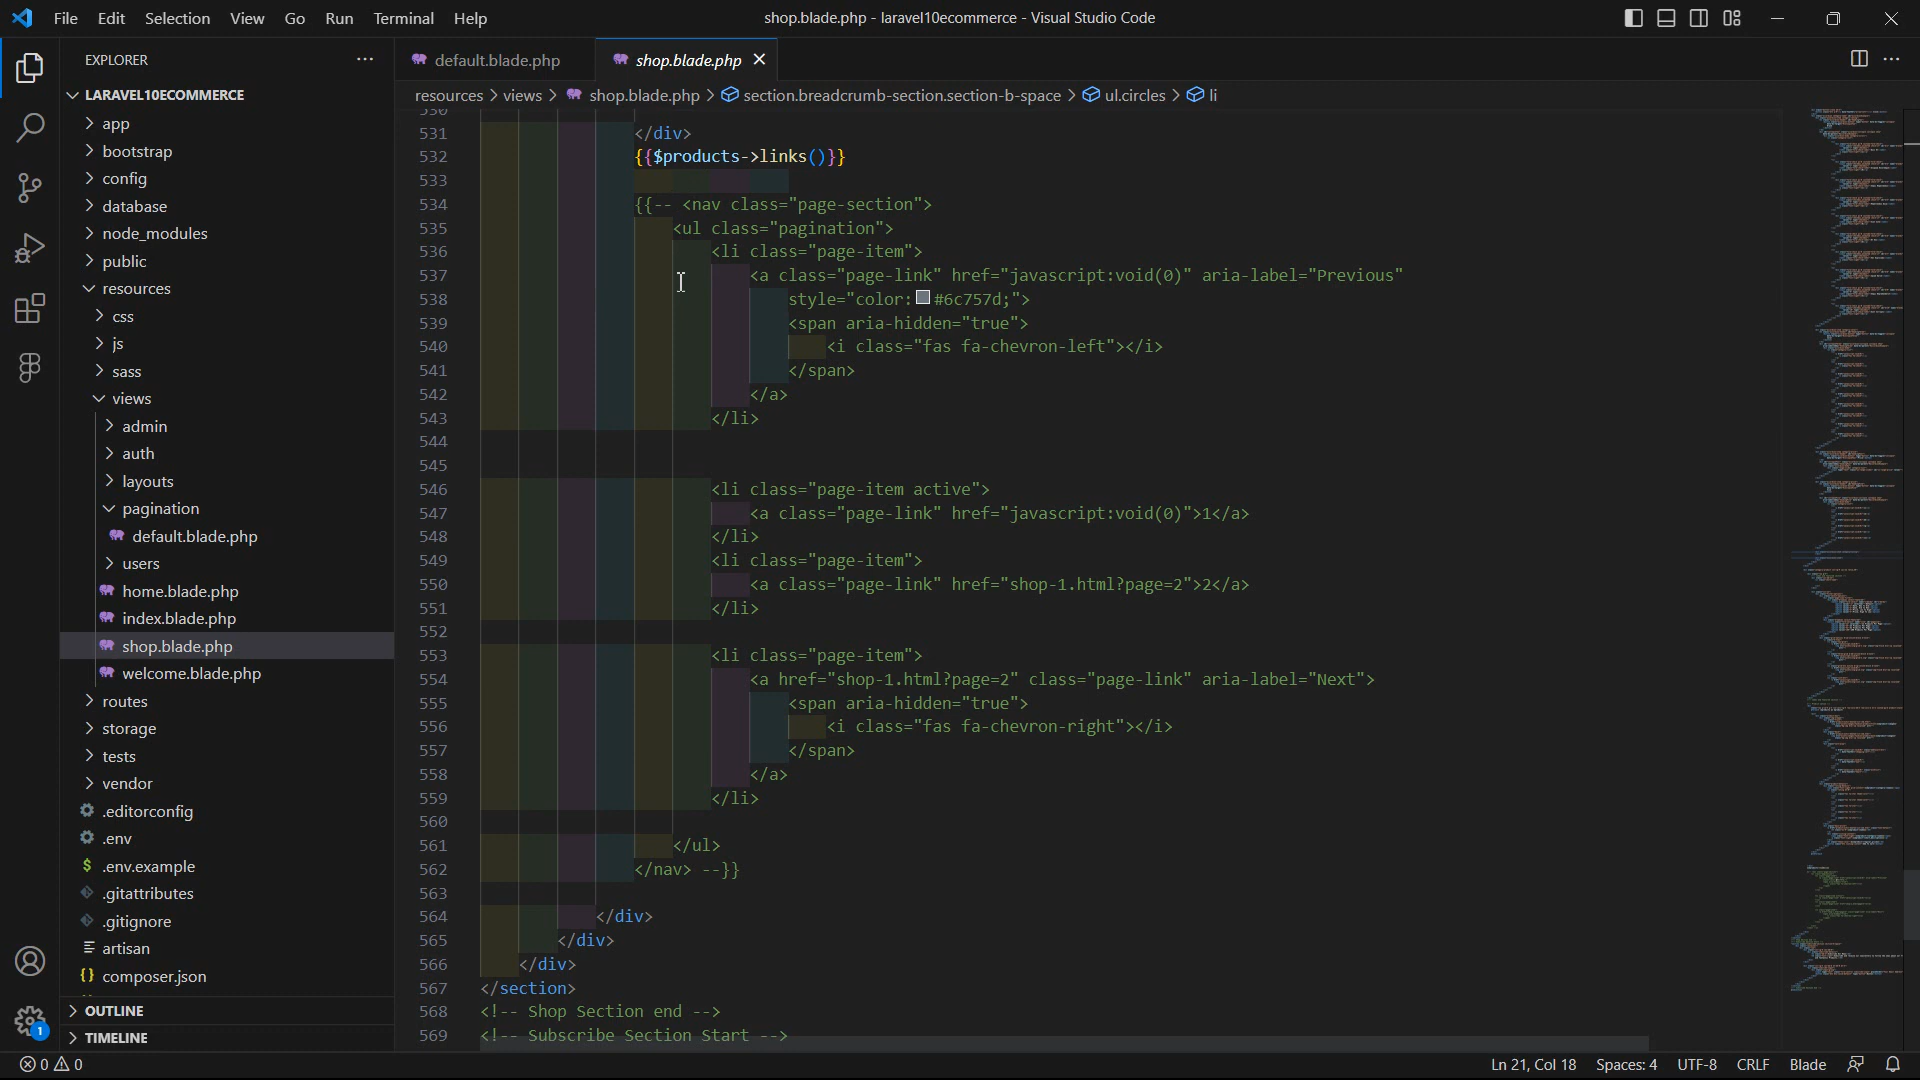 File Edit Selection View Go Run Terminal Help
shop.blade.php - laravel10ecommerce - Visual Studio Code
EXPLORER
LARAVEL10ECOMMERCE
app
bootstrap
config
database
node_modules
public
resources
css
js
sass
views
admin
auth
layouts
pagination
default.blade.php
users
home.blade.php
index.blade.php
shop.blade.php
welcome.blade.php
routes
storage
tests
vendor
.editorconfig
.env
$ .env.example
.gitattributes
.gitignore
artisan
{} composer.json
OUTLINE
TIMELINE
1
default.blade.php
shop.blade.php
resources > views > shop.blade.php > section.breadcrumb-section.section-b-space > ul.circles > li
530
531 </div>
532 {{$products->links()}}
533
534 {{-- <nav class="page-section">
535 <ul class="pagination">
536 <li class="page-item">
537 <a class="page-link" href="javascript:void(0)" aria-label="Previous"
538 style="color: #6c757d;">
539 <span aria-hidden="true">
540 <i class="fas fa-chevron-left"></i>
541 </span>
542 </a>
543 </li>
544
545
546 <li class="page-item active">
547 <a class="page-link" href="javascript:void(0)">1</a>
548 </li>
549 <li class="page-item">
550 <a class="page-link" href="shop-1.html?page=2">2</a>
551 </li>
552
553 <li class="page-item">
554 <a href="shop-1.html?page=2" class="page-link" aria-label="Next">
555 <span aria-hidden="true">
556 <i class="fas fa-chevron-right"></i>
557 </span>
558 </a>
559 </li>
560
561 </ul>
562 </nav> --}}
563
564 </div>
565 </div>
566 </div>
567 </section>
568 <!-- Shop Section end -->
569 <!-- Subscribe Section Start -->
0 0
Ln 21, Col 18 Spaces: 4 UTF-8 CRLF Blade